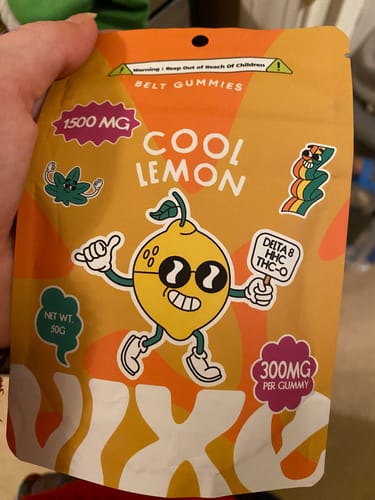 Warning : Keep Out of Reach Of Children
BELT GUMMIES
1500 MG
COOL
LEMON
DELTA 8
HHC
THC-O
NET WT.
50G
300MG
PER GUMMY
vixe